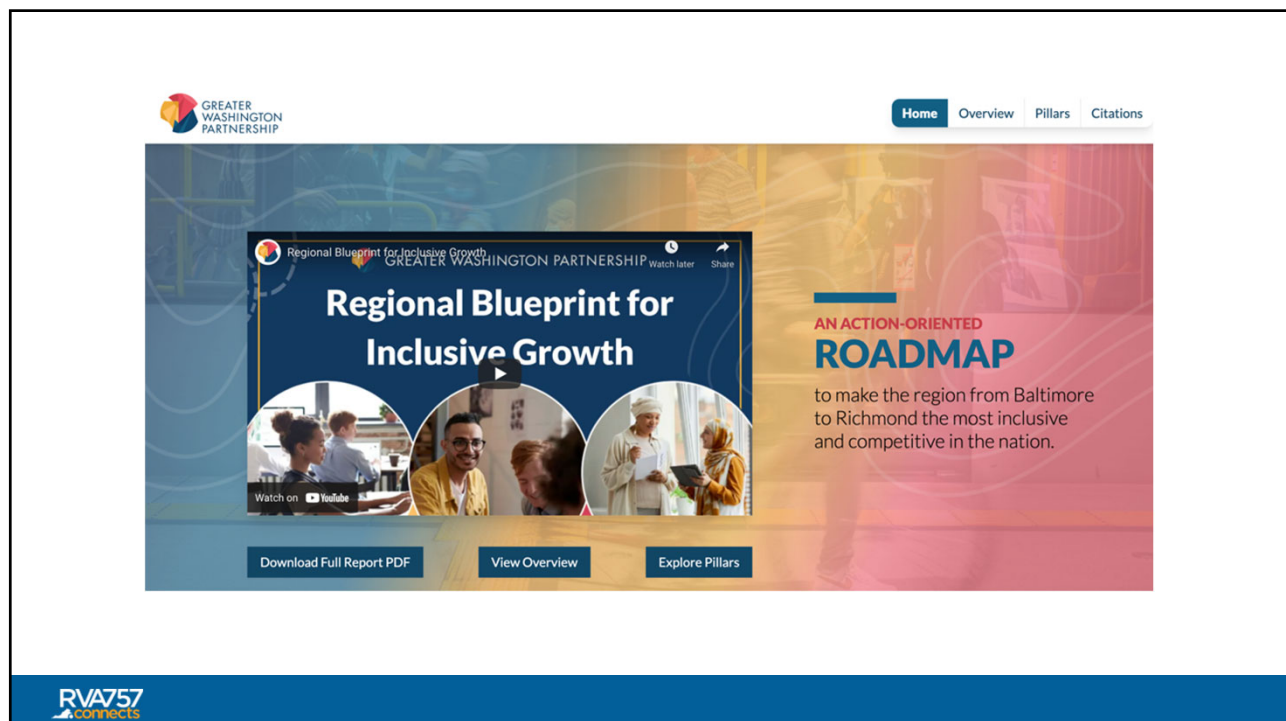 GREATER
WASHINGTON
PARTNERSHIP
Home Overview Pillars Citations
Regional Blueprint for Inclusive Growth
GREATER WASHINGTON PARTNERSHIP
Watch later Share
Regional Blueprint for
Inclusive Growth
Watch on YouTube
AN ACTION-ORIENTED
ROADMAP
to make the region from Baltimore
to Richmond the most inclusive
and competitive in the nation.
Download Full Report PDF View Overview Explore Pillars
RVA757
connects